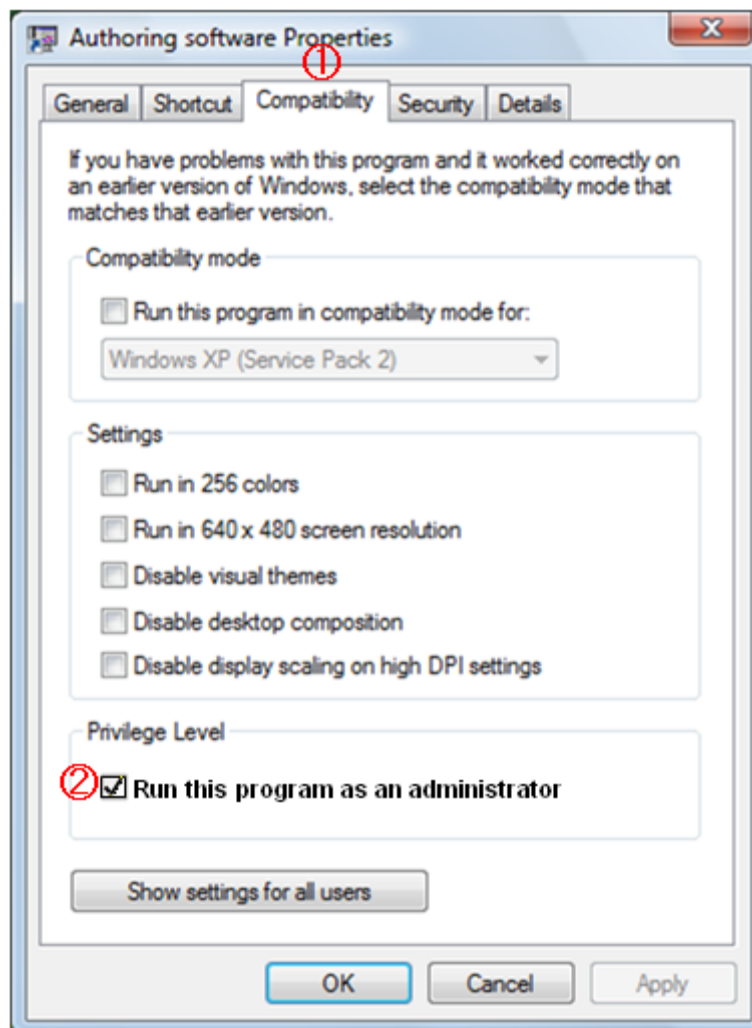 Authoring software Properties
①
General Shortcut Compatibility Security Details
If you have problems with this program and it worked correctly on
an earlier version of Windows, select the compatibility mode that
matches that earlier version.
Compatibility mode
Run this program in compatibility mode for:
Windows XP (Service Pack 2)
Settings
Run in 256 colors
Run in 640 x 480 screen resolution
Disable visual themes
Disable desktop composition
Disable display scaling on high DPI settings
Privilege Level
② Run this program as an administrator
Show settings for all users
OK Cancel Apply